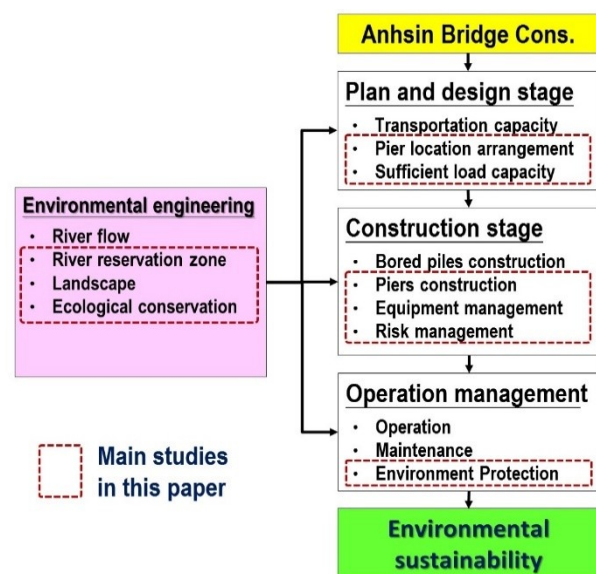 Anhsin Bridge Cons.
Plan and design stage
• Transportation capacity
• Pier location arrangement
• Sufficient load capacity
Environmental engineering
• River flow
• River reservation zone
• Landscape
• Ecological conservation
Construction stage
• Bored piles construction
• Piers construction
• Equipment management
• Risk management
Operation management
• Operation
• Maintenance
• Environment Protection
Main studies
in this paper
Environmental
sustainability